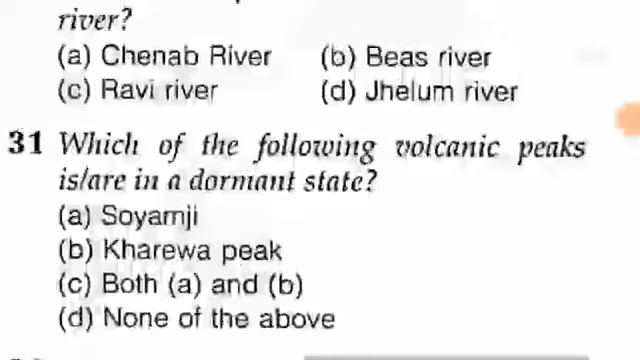 river?
(a) Chenab River (b) Beas river
(c) Ravi river (d) Jhelum river
31 Which of the following volcanic peaks
is/are in a dormant state?
(a) Soyamji
(b) Kharewa peak
(c) Both (a) and (b)
(d) None of the above